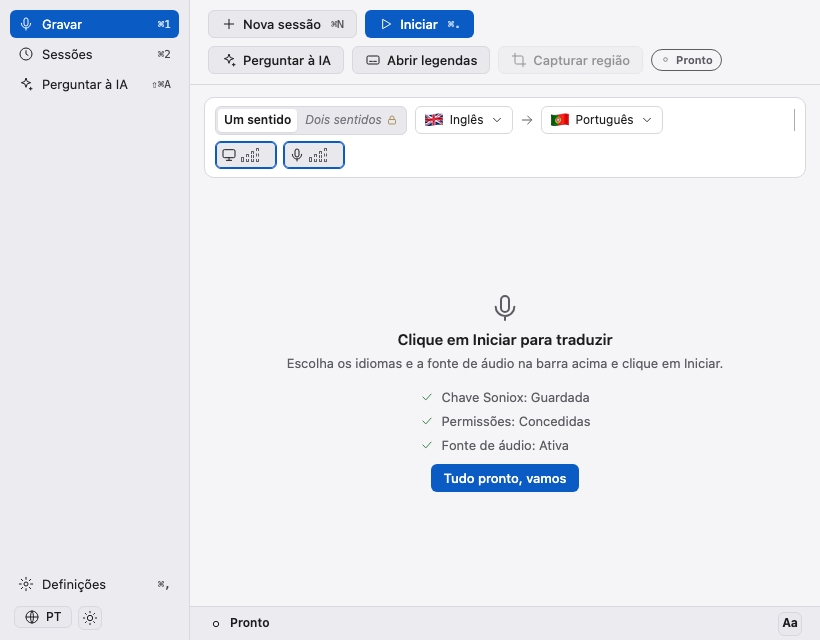 Gravar ⌘1
Sessões ⌘2
Perguntar à IA ⇧⌘A
Definições ⌘,
PT
Nova sessão ⌘N
Iniciar ⌘.
Perguntar à IA
Abrir legendas
Capturar região
Pronto
Um sentido
Dois sentidos
Inglês
Português
Clique em Iniciar para traduzir
Escolha os idiomas e a fonte de áudio na barra acima e clique em Iniciar.
Chave Soniox: Guardada
Permissões: Concedidas
Fonte de áudio: Ativa
Tudo pronto, vamos
Pronto
Aa